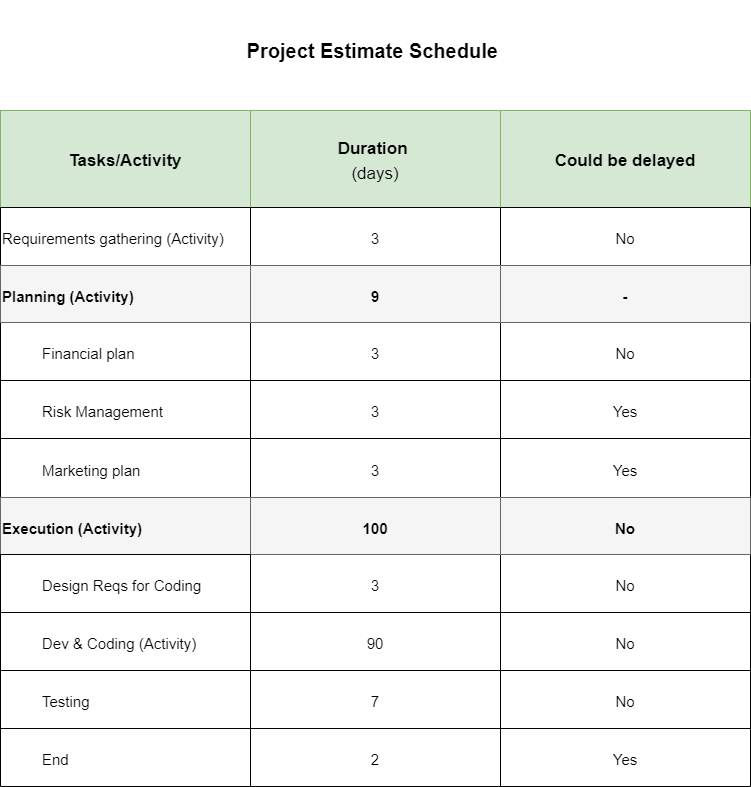 Project Estimate Schedule
Tasks/Activity Duration (days) Could be delayed
Requirements gathering (Activity) 3 No
Planning (Activity) 9 -
Financial plan 3 No
Risk Management 3 Yes
Marketing plan 3 Yes
Execution (Activity) 100 No
Design Reqs for Coding 3 No
Dev & Coding (Activity) 90 No
Testing 7 No
End 2 Yes